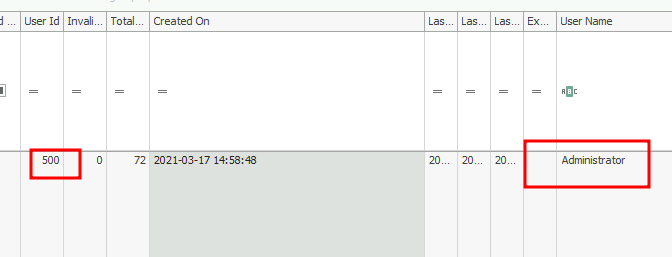 d ... User Id Invali... Total... Created On Las... Las... Las... Ex... User Name
= = = = = = = = ABC
500 0 72 2021-03-17 14:58:48 20... 20... 20... Administrator